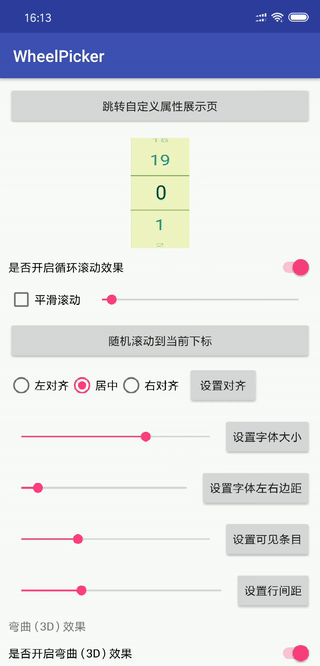 16:13
WheelPicker
跳转自定义属性展示页
19
0
1
是否开启循环滚动效果
平滑滚动
随机滚动到当前下标
左对齐 居中 右对齐 设置对齐
设置字体大小
设置字体左右边距
设置可见条目
设置行间距
弯曲(3D)效果
是否开启弯曲(3D)效果